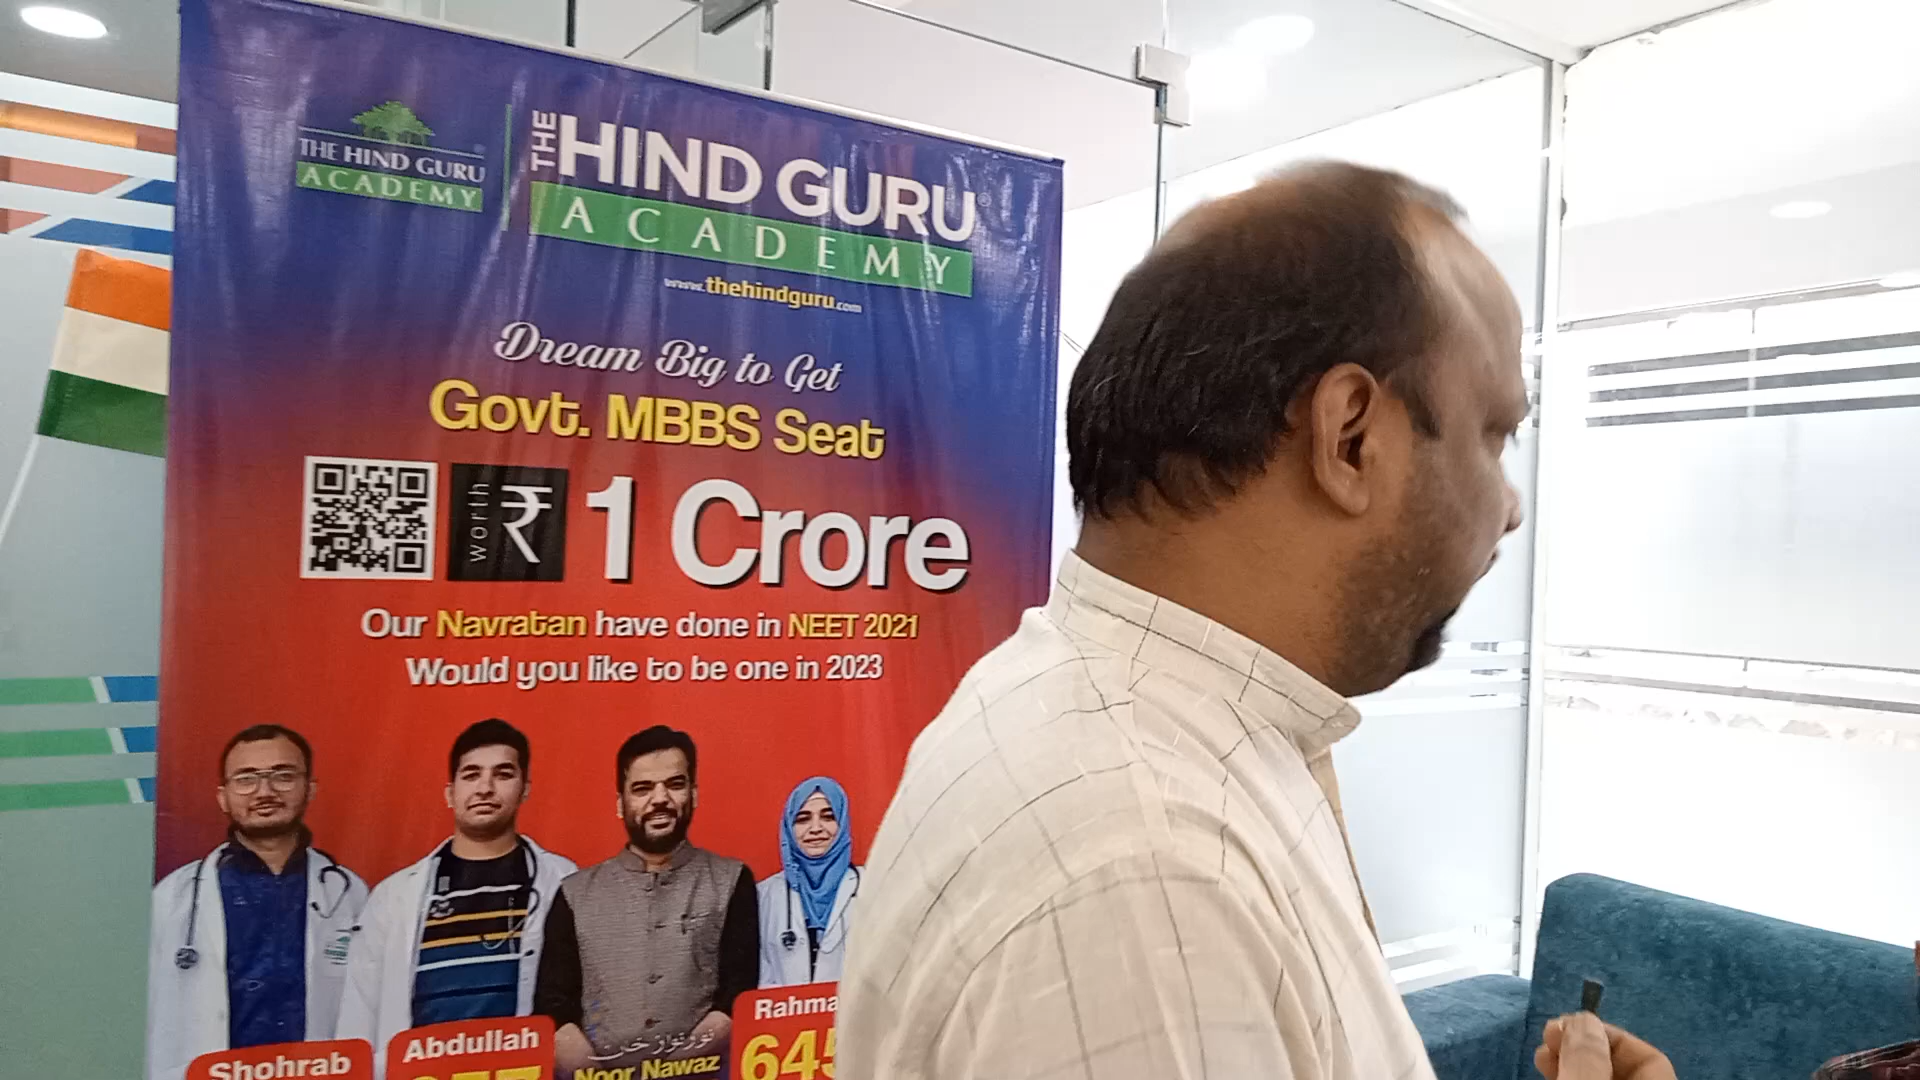 THE HIND GURU
ACADEMY
THE HIND GURU
ACADEMY
www.thehindguru.com
Dream Big to Get
Govt. MBBS Seat
worth ₹ 1 Crore
Our Navratan have done in NEET 2021
Would you like to be one in 2023
Shohrab
Abdullah
نور نواز خان
Noor Nawaz
Rahma
645